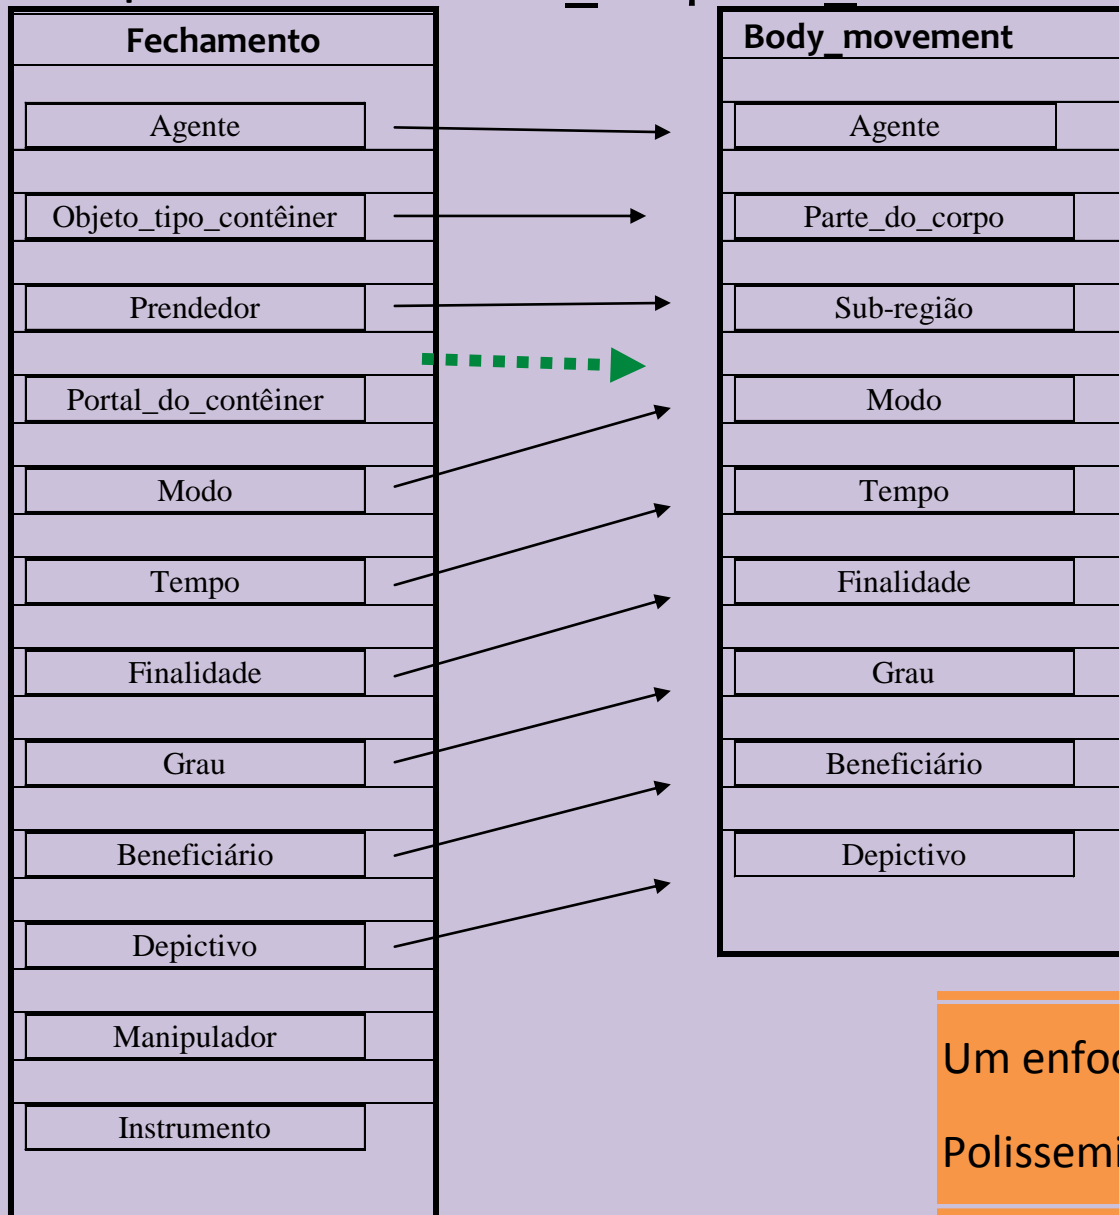 Fechamento
Agente
Objeto_tipo_contêiner
Prendedor
Portal_do_contêiner
Modo
Tempo
Finalidade
Grau
Beneficiário
Depictivo
Manipulador
Instrumento
Body_movement
Agente
Parte_do_corpo
Sub-região
Modo
Tempo
Finalidade
Grau
Beneficiário
Depictivo
Um